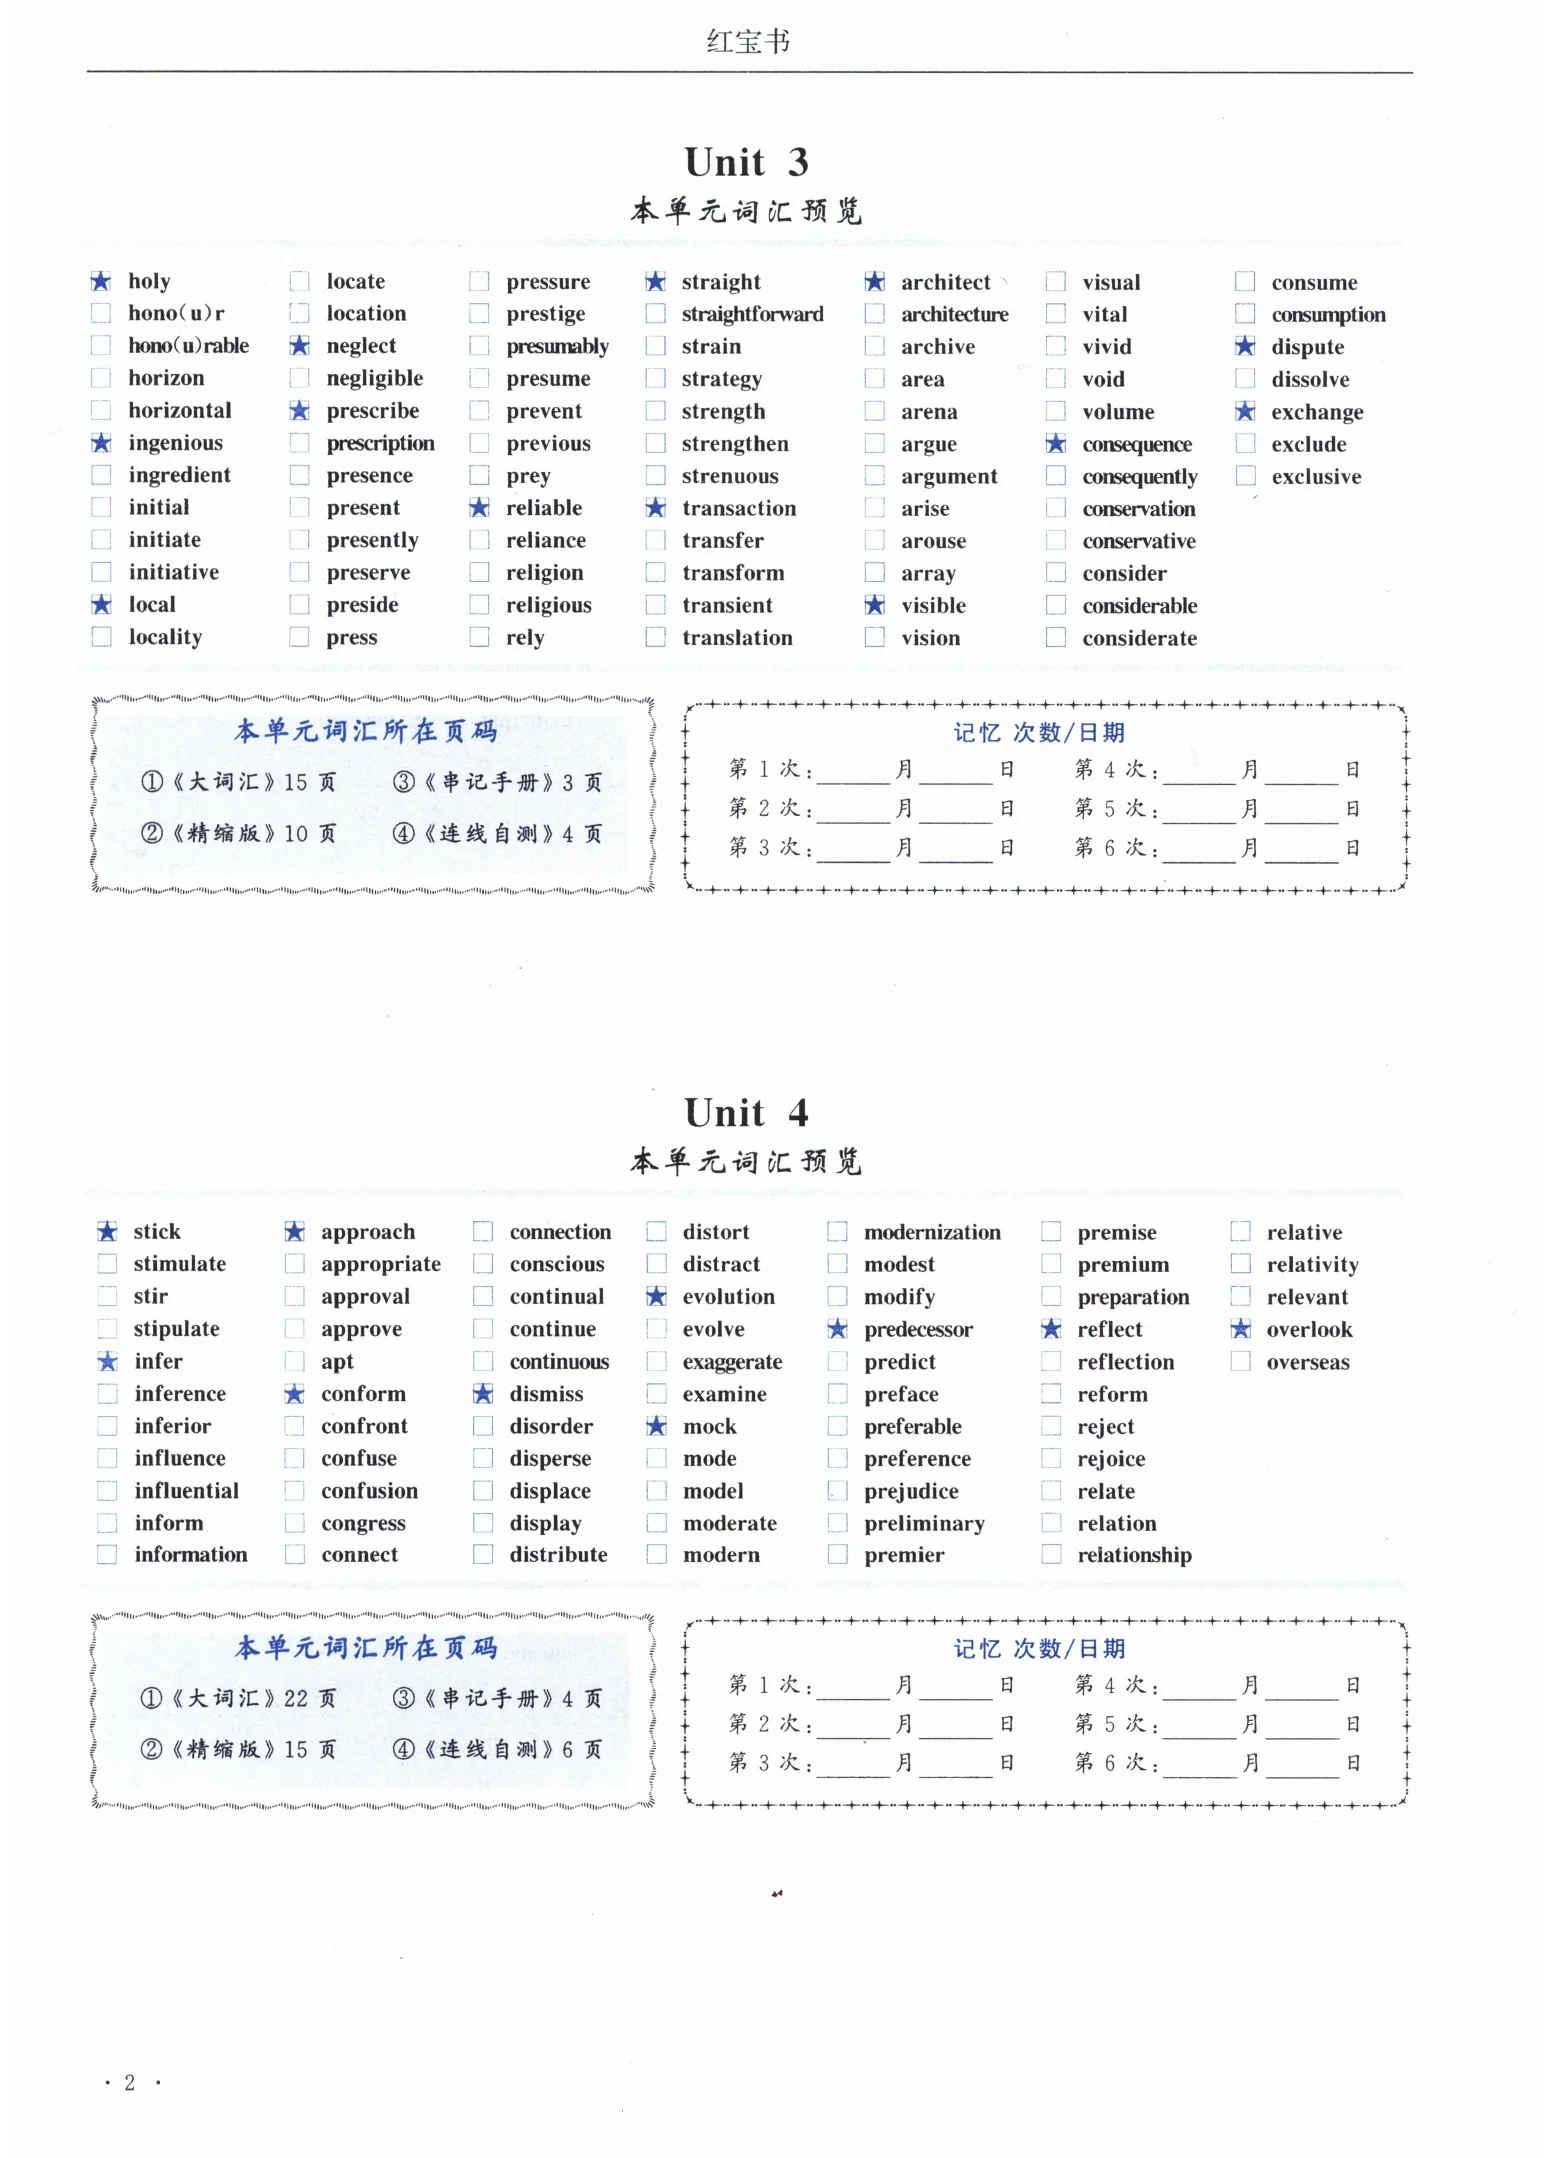 红宝书
Unit 3
本单元词汇预览
★ holy □ locate □ pressure ★ straight ★ architect □ visual □ consume
□ hono(u)r □ location □ prestige □ straightforward □ architecture □ vital □ consumption
□ hono(u)rable ★ neglect □ presumably □ strain □ archive □ vivid ★ dispute
□ horizon □ negligible □ presume □ strategy □ area □ void □ dissolve
□ horizontal ★ prescribe □ prevent □ strength □ arena □ volume ★ exchange
★ ingenious □ prescription □ previous □ strengthen □ argue ★ consequence □ exclude
□ ingredient □ presence □ prey □ strenuous □ argument □ consequently □ exclusive
□ initial □ present ★ reliable ★ transaction □ arise □ conservation
□ initiate □ presently □ reliance □ transfer □ arouse □ conservative
□ initiative □ preserve □ religion □ transform □ array □ consider
★ local □ preside □ religious □ transient ★ visible □ considerable
□ locality □ press □ rely □ translation □ vision □ considerate
本单元词汇所在页码
①《大词汇》15 页 ③《串记手册》3 页
②《精缩版》10 页 ④《连线自测》4 页
记忆 次数/日期
第 1 次:______月______日 第 4 次:______月______日
第 2 次:______月______日 第 5 次:______月______日
第 3 次:______月______日 第 6 次:______月______日
Unit 4
本单元词汇预览
★ stick ★ approach □ connection □ distort □ modernization □ premise □ relative
□ stimulate □ appropriate □ conscious □ distract □ modest □ premium □ relativity
□ stir □ approval □ continual ★ evolution □ modify □ preparation □ relevant
□ stipulate □ approve □ continue □ evolve ★ predecessor ★ reflect ★ overlook
★ infer □ apt □ continuous □ exaggerate □ predict □ reflection □ overseas
□ inference ★ conform ★ dismiss □ examine □ preface □ reform
□ inferior □ confront □ disorder ★ mock □ preferable □ reject
□ influence □ confuse □ disperse □ mode □ preference □ rejoice
□ influential □ confusion □ displace □ model □ prejudice □ relate
□ inform □ congress □ display □ moderate □ preliminary □ relation
□ information □ connect □ distribute □ modern □ premier □ relationship
本单元词汇所在页码
①《大词汇》22 页 ③《串记手册》4 页
②《精缩版》15 页 ④《连线自测》6 页
记忆 次数/日期
第 1 次:______月______日 第 4 次:______月______日
第 2 次:______月______日 第 5 次:______月______日
第 3 次:______月______日 第 6 次:______月______日
· 2 ·